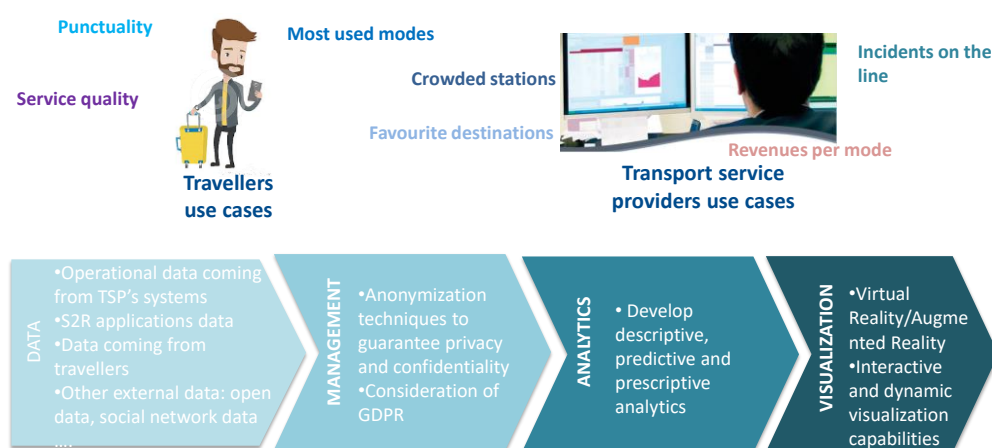 Punctuality
Most used modes
Incidents on the
line
Crowded stations
Service quality
Favourite destinations
Revenues per mode
Travellers
use cases
Transport service
providers use cases
DATA
•Operational data coming
from TSP's systems
•S2R applications data
•Data coming from
travellers
•Other external data: open
data, social network data
....
MANAGEMENT
•Anonymization
techniques to
guarantee privacy
and confidentiality
•Consideration of
GDPR
ANALYTICS
• Develop
descriptive,
predictive and
prescriptive
analytics
VISUALIZATION
•Virtual
Reality/Augme
nted Reality
•Interactive
and dynamic
visualization
capabilities